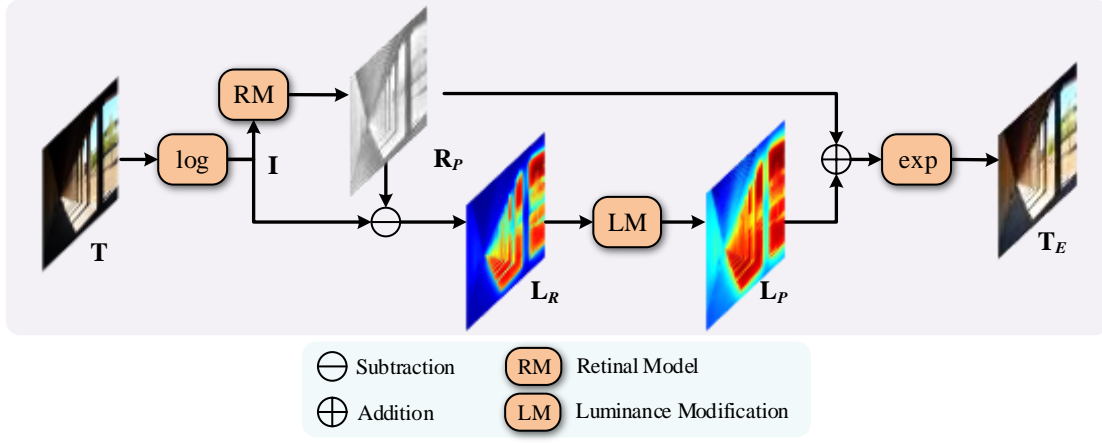 RM
log
I
R_P
exp
LM
T
L_R
L_P
T_E
Subtraction
RM
Retinal Model
Addition
LM
Luminance Modification